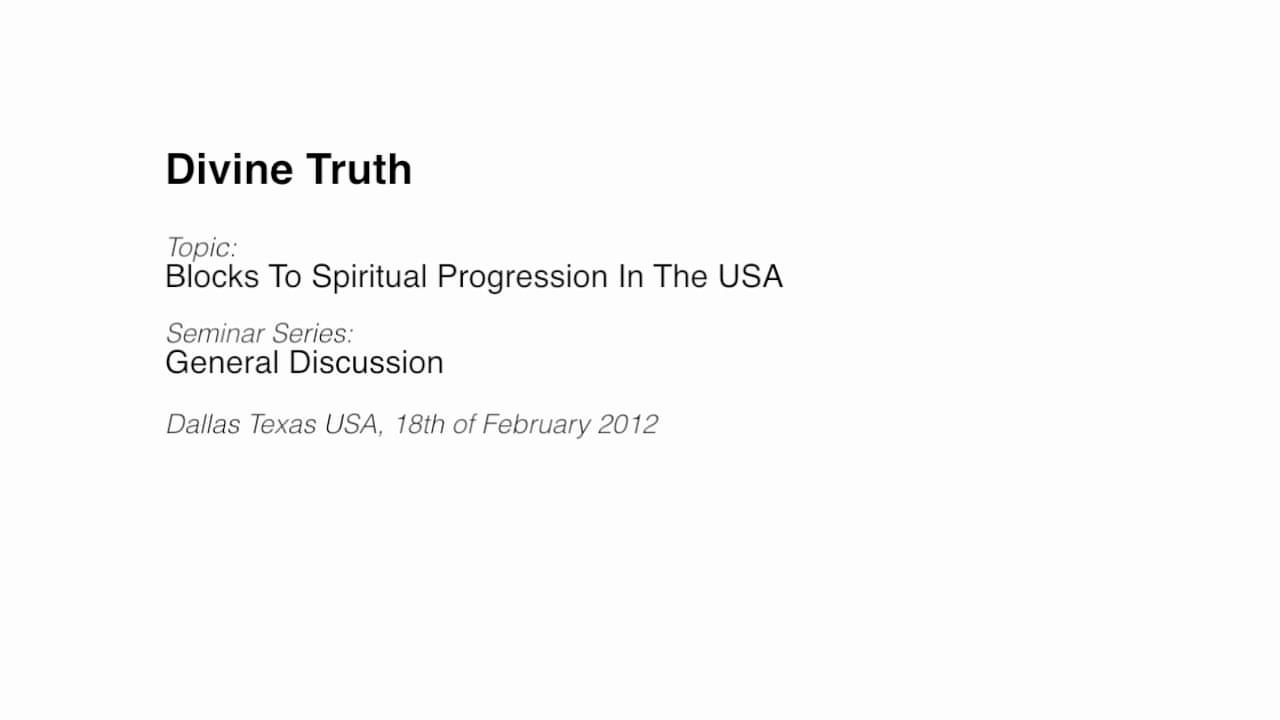 Divine Truth
Topic:
Blocks To Spiritual Progression In The USA
Seminar Series:
General Discussion
Dallas Texas USA, 18th of February 2012